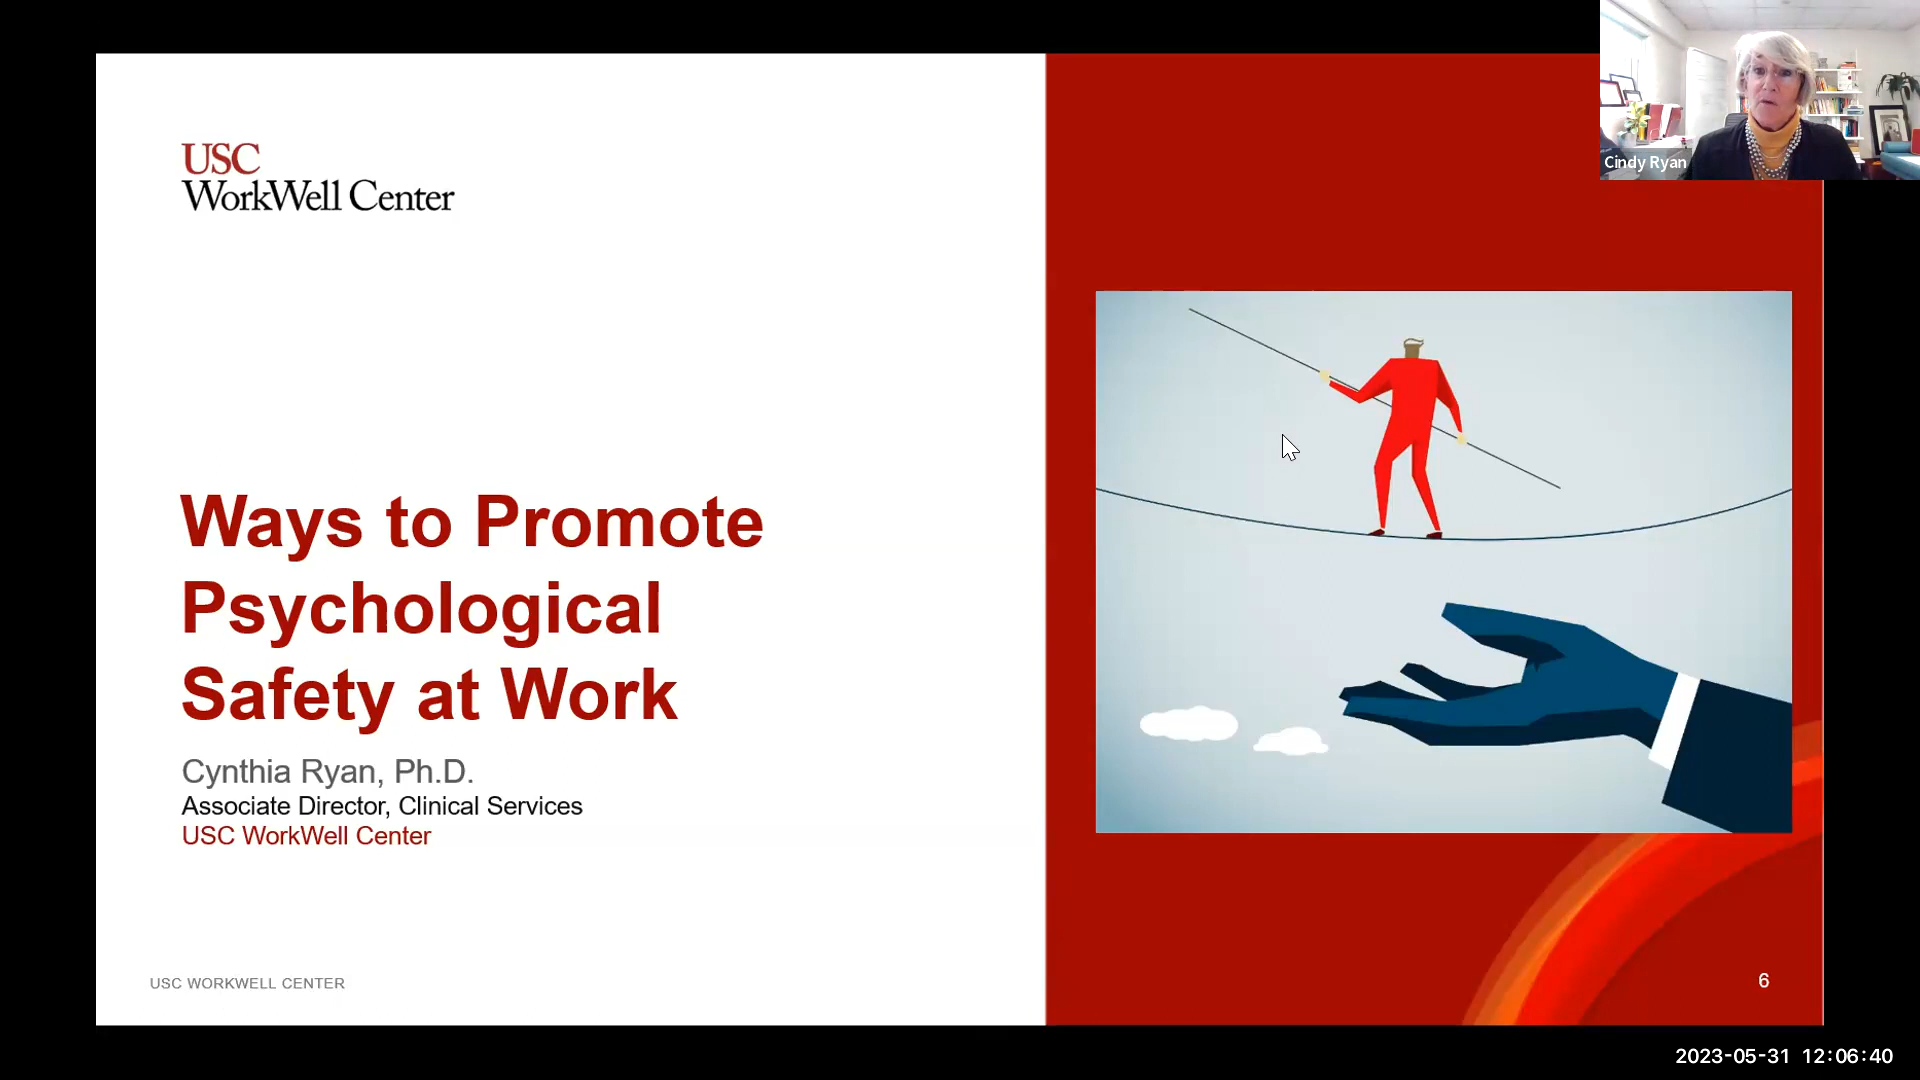 Cindy Ryan
USC
WorkWell Center
Ways to Promote
Psychological
Safety at Work
Cynthia Ryan, Ph.D.
Associate Director, Clinical Services
USC WorkWell Center
USC WORKWELL CENTER
6
2023-05-31 12:06:40